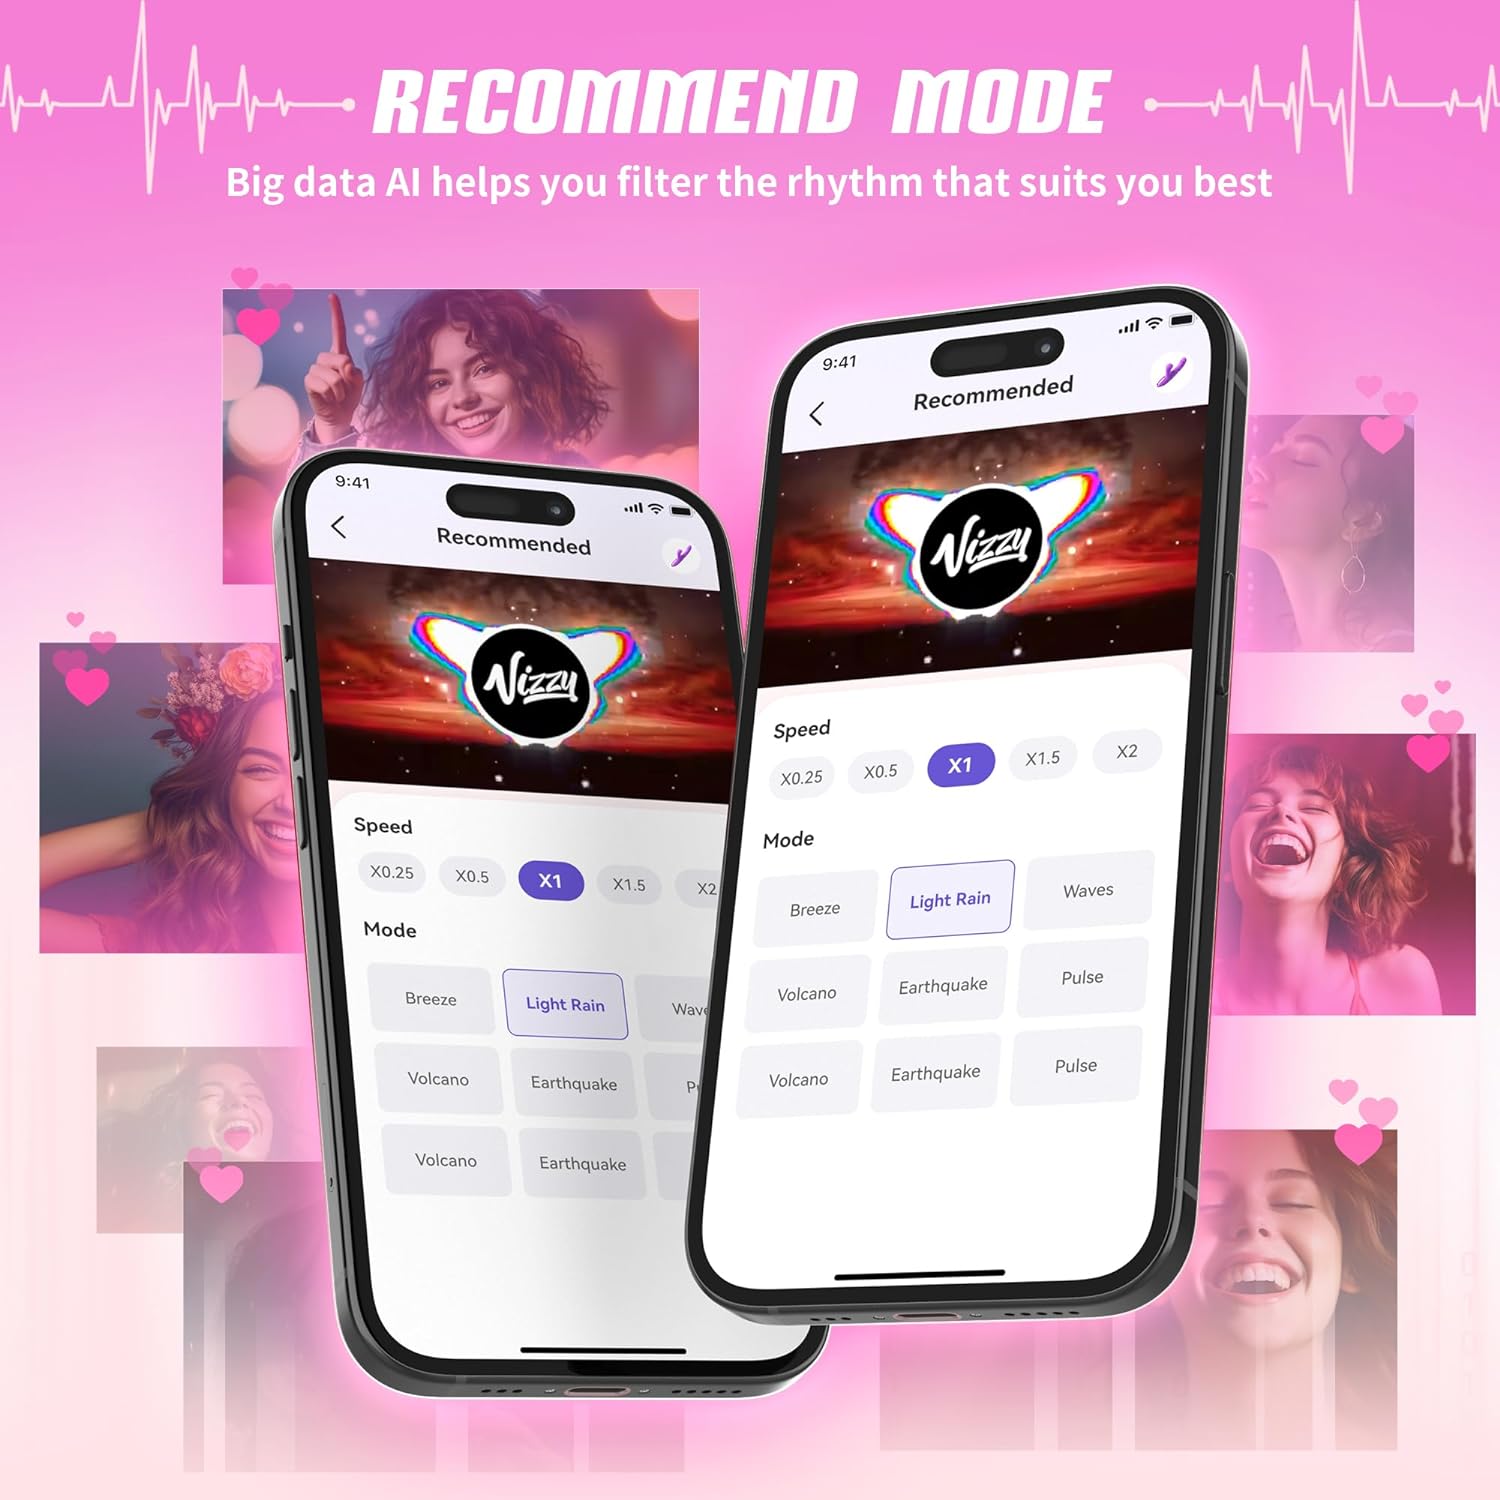 RECOMMEND MODE
Big data AI helps you filter the rhythm that suits you best
9:41
Recommended
Nizzy
Speed
X0.25 X0.5 X1 X1.5 X2
Mode
Breeze Light Rain
Volcano Earthquake
Volcano Earthquake
9:41
Recommended
Nizzy
Speed
X0.25 X0.5 X1 X1.5 X2
Mode
Breeze Light Rain Waves
Volcano Earthquake Pulse
Volcano Earthquake Pulse